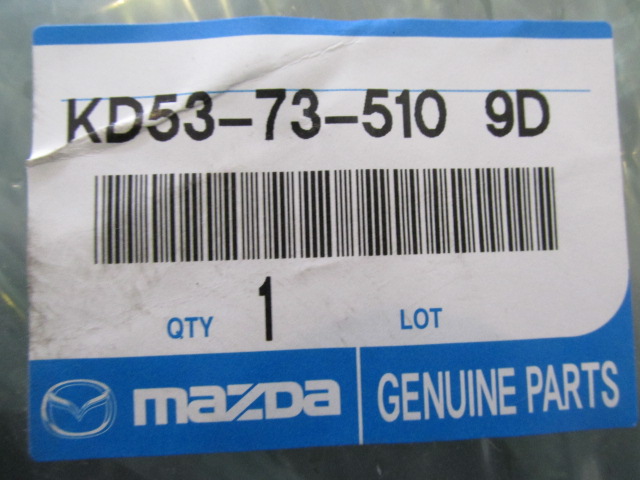 KD53-73-510 9D
QTY 1 LOT
mazda GENUINE PARTS